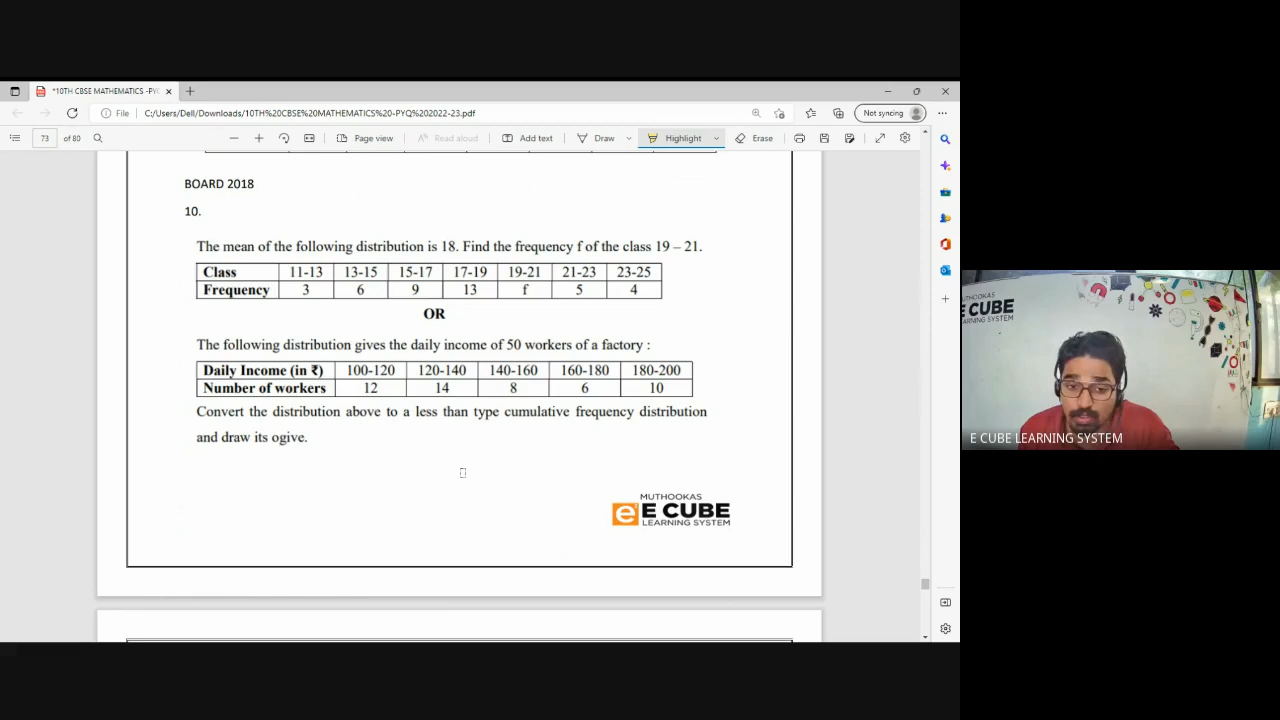 *10TH CBSE MATHEMATICS -PYQ
File
C:/Users/Dell/Downloads/10TH%20CBSE%20MATHEMATICS%20-PYQ%202022-23.pdf
Not syncing
73 of 80
Page view
Read aloud
Add text
Draw
Highlight
Erase
BOARD 2018
10.
The mean of the following distribution is 18. Find the frequency f of the class 19 – 21.
Class 11-13 13-15 15-17 17-19 19-21 21-23 23-25
Frequency 3 6 9 13 f 5 4
OR
The following distribution gives the daily income of 50 workers of a factory :
Daily Income (in ₹) 100-120 120-140 140-160 160-180 180-200
Number of workers 12 14 8 6 10
Convert the distribution above to a less than type cumulative frequency distribution
and draw its ogive.
MUTHOOKAS
e E CUBE
LEARNING SYSTEM
MUTHOOKAS
E CUBE
LEARNING SYSTEM
E CUBE LEARNING SYSTEM